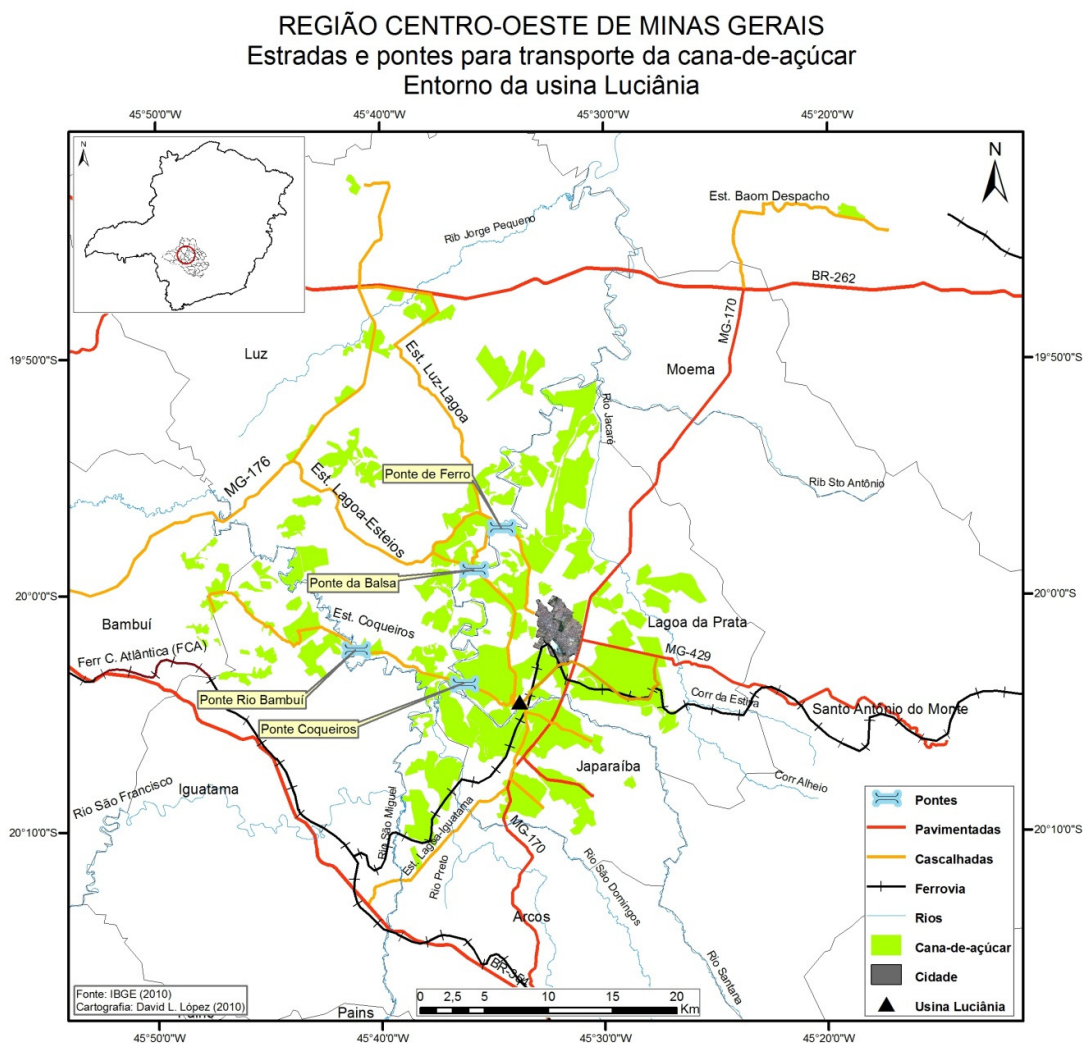 REGIÃO CENTRO-OESTE DE MINAS GERAIS
Estradas e pontes para transporte da cana-de-açúcar
Entorno da usina Luciânia
45°50'0"W
45°40'0"W
45°30'0"W
45°20'0"W
N
N
Est. Baom Despacho
Rib Jorge Pequeno
BR-262
MG-170
19°50'0"S
19°50'0"S
Luz
Est. Luz-Lagoa
Moema
Rio Jacaré
MG-176
Ponte de Ferro
Est. Lagoa-Esteios
Rib Sto Antônio
Ponte da Balsa
20°0'0"S
20°0'0"S
Bambuí
Est. Coqueiros
Lagoa da Prata
MG-429
Ferr C. Atlântica (FCA)
Ponte Rio Bambuí
Corr da Estiva
Santo Antônio do Monte
Ponte Coqueiros
Japaraíba
Corr Alheio
Rio São Francisco
Iguatama
Rio São Miguel
Est. Lagoa-Iguatama
MG-170
20°10'0"S
20°10'0"S
Rio Preto
Rio São Domingos
Arcos
Rio Santana
BR-354
Pains
Pontes
Pavimentadas
Cascalhadas
Ferrovia
Rios
Cana-de-açúcar
Cidade
Usina Luciânia
Fonte: IBGE (2010)
Cartografia: David L. López (2010)
0 2,5 5 10 15 20
Km
45°50'0"W
45°40'0"W
45°30'0"W
45°20'0"W